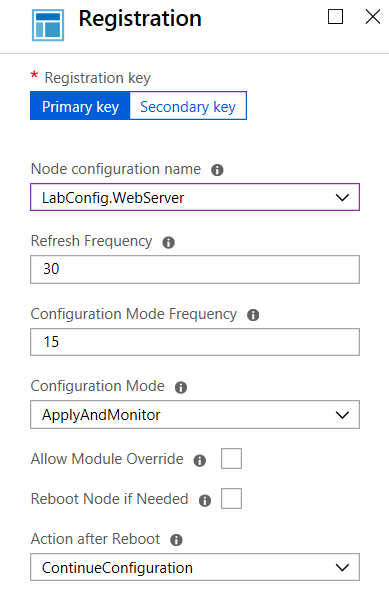 Registration
* Registration key
Primary key Secondary key
Node configuration name
LabConfig.WebServer
Refresh Frequency
30
Configuration Mode Frequency
15
Configuration Mode
ApplyAndMonitor
Allow Module Override
Reboot Node if Needed
Action after Reboot
ContinueConfiguration